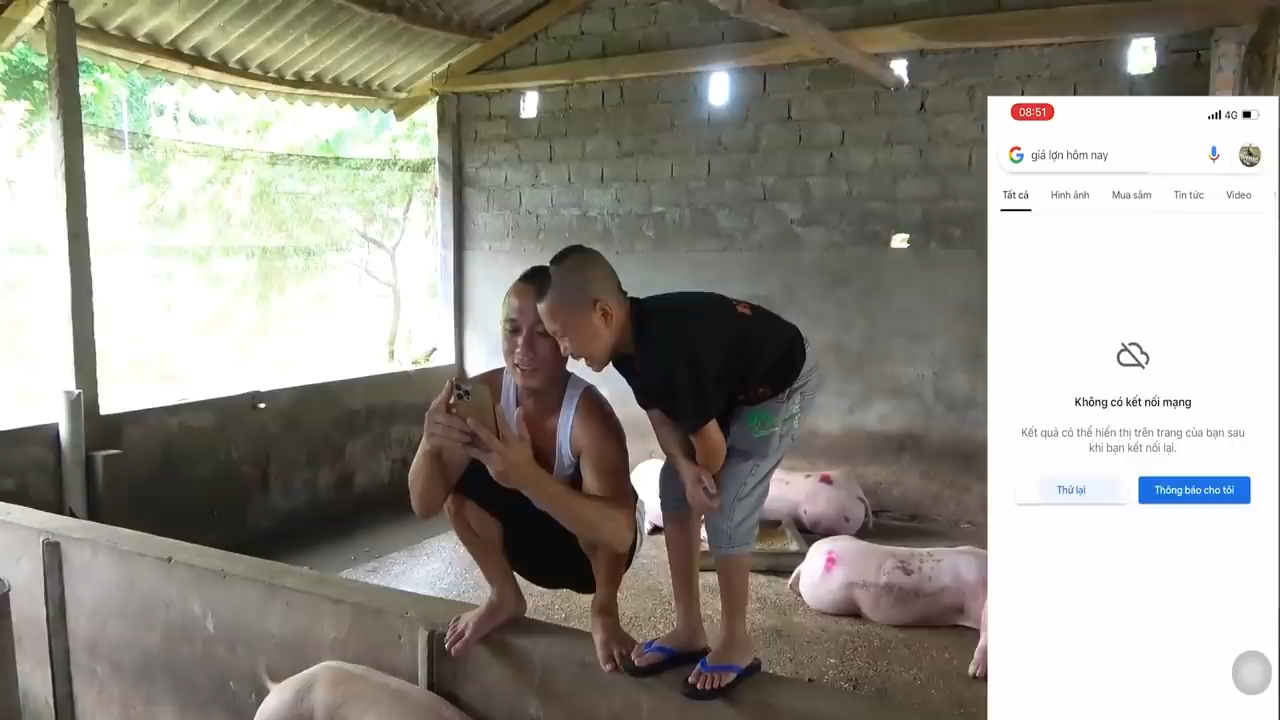 08:51
4G
giá lợn hôm nay
Tất cả
Hình ảnh
Mua sắm
Tin tức
Video
Không có kết nối mạng
Kết quả có thể hiển thị trên trang của bạn sau
khi bạn kết nối lại.
Thử lại
Thông báo cho tôi